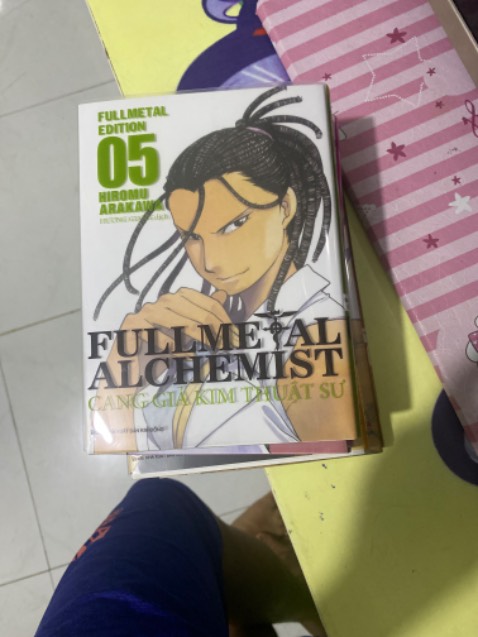 FULLMETAL
EDITION
05
HIROMU
ARAKAWA
FULLMETAL
ALCHEMIST
CANG GIẢ KIM THUẬT SƯ